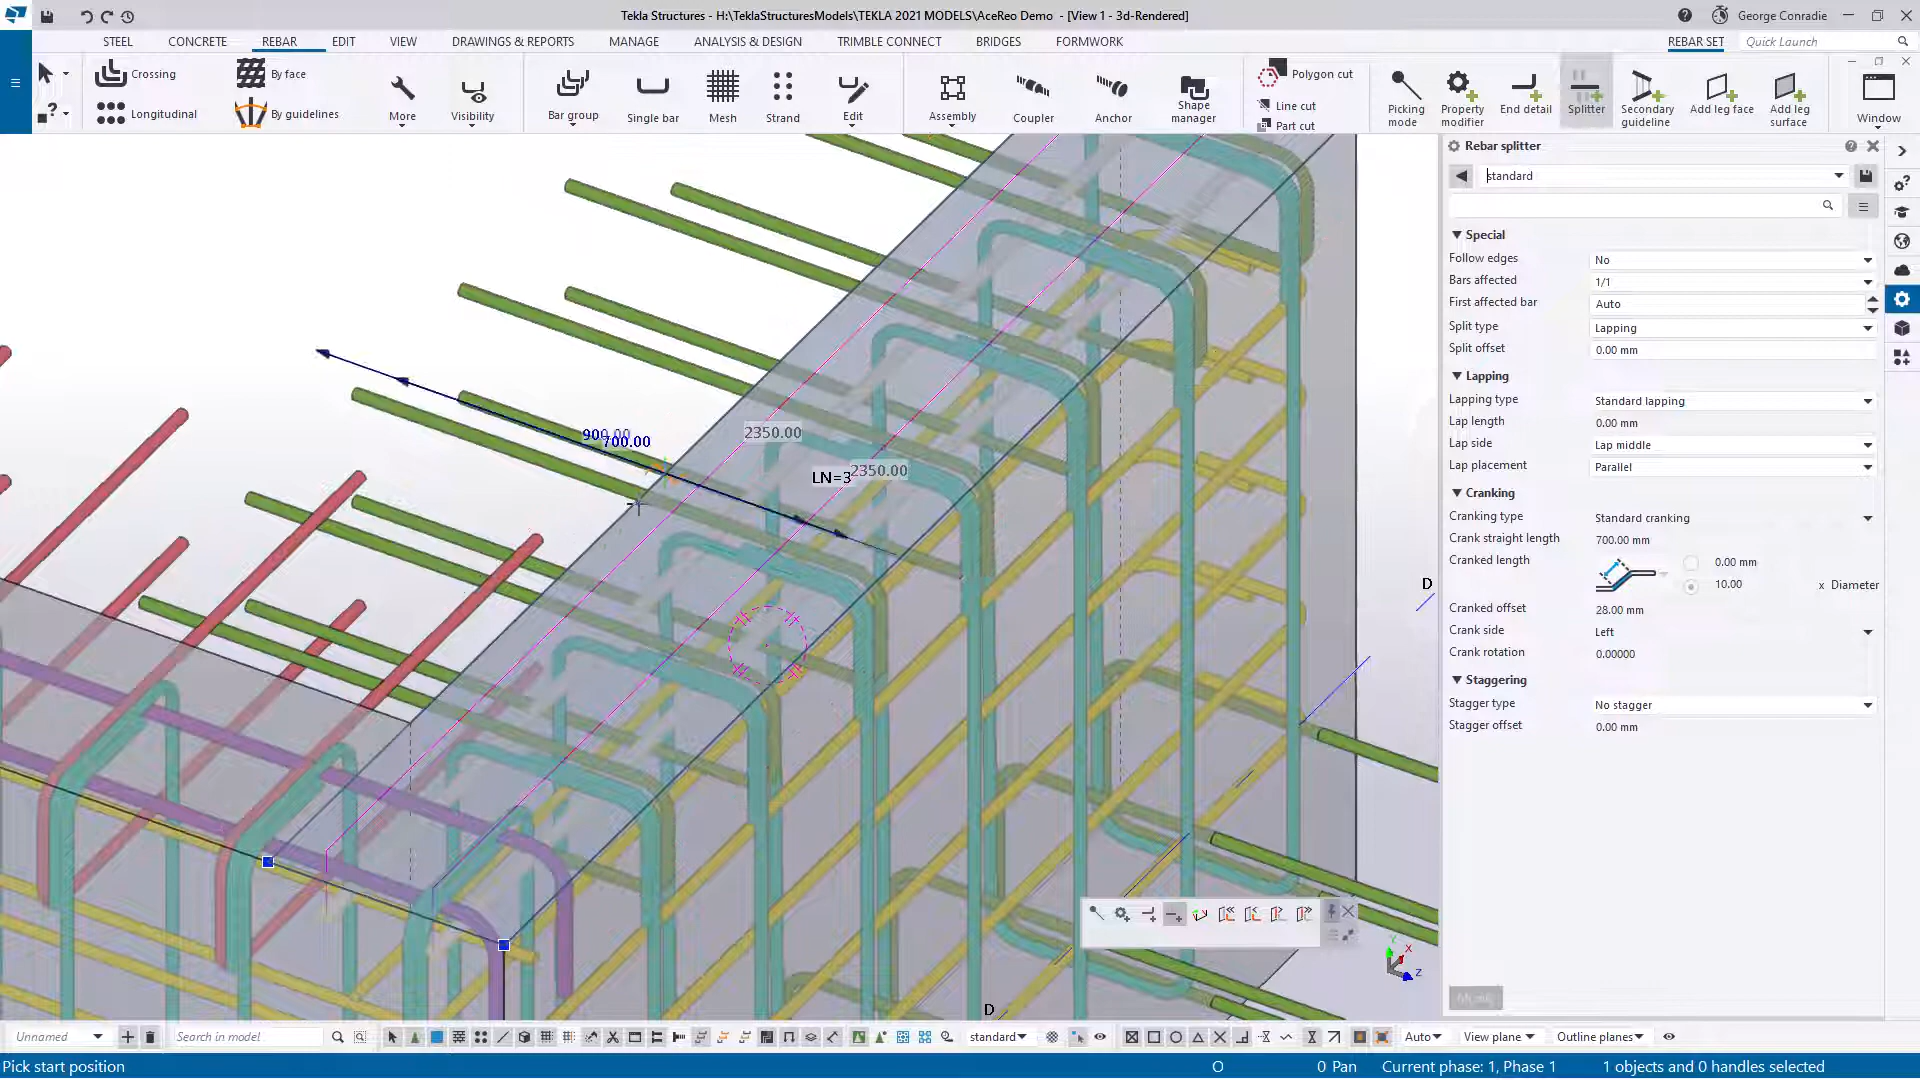 Tekla Structures - H:\TeklaStructuresModels\TEKLA 2021 MODELS\AceReo Demo - [View 1 - 3d-Rendered]
George Conradie
STEEL CONCRETE REBAR EDIT VIEW DRAWINGS & REPORTS MANAGE ANALYSIS & DESIGN TRIMBLE CONNECT BRIDGES FORMWORK REBAR SET Quick Launch
Crossing
Longitudinal
By face
By guidelines
More
Visibility
Bar group
Single bar
Mesh
Strand
Edit
Assembly
Coupler
Anchor
Shape manager
Polygon cut
Line cut
Part cut
Picking mode
Property modifier
End detail
Splitter
Secondary guideline
Add leg face
Add leg surface
Window
Rebar splitter
standard
Special
Follow edges No
Bars affected 1/1
First affected bar Auto
Split type Lapping
Split offset 0.00 mm
Lapping
Lapping type Standard lapping
Lap length 0.00 mm
Lap side Lap middle
Lap placement Parallel
Cranking
Cranking type Standard cranking
Crank straight length 700.00 mm
Cranked length 0.00 mm
10.00 x Diameter
Cranked offset 28.00 mm
Crank side Left
Crank rotation 0.00000
Staggering
Stagger type No stagger
Stagger offset 0.00 mm
900.00
700.00
2350.00
LN=3
2350.00
D
D
Y
X
Z
Unnamed
Search in model
standard
Auto
View plane
Outline planes
Pick start position
O
0 Pan
Current phase: 1, Phase 1
1 objects and 0 handles selected